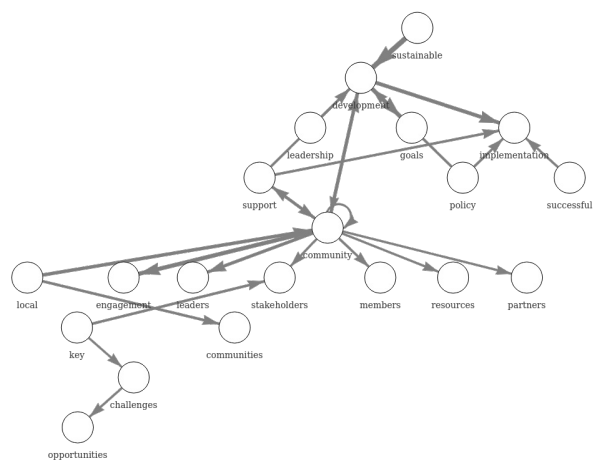 sustainable
development
leadership
goals
implementation
support
policy
successful
community
local
engagement
leaders
stakeholders
members
resources
partners
key
communities
challenges
opportunities